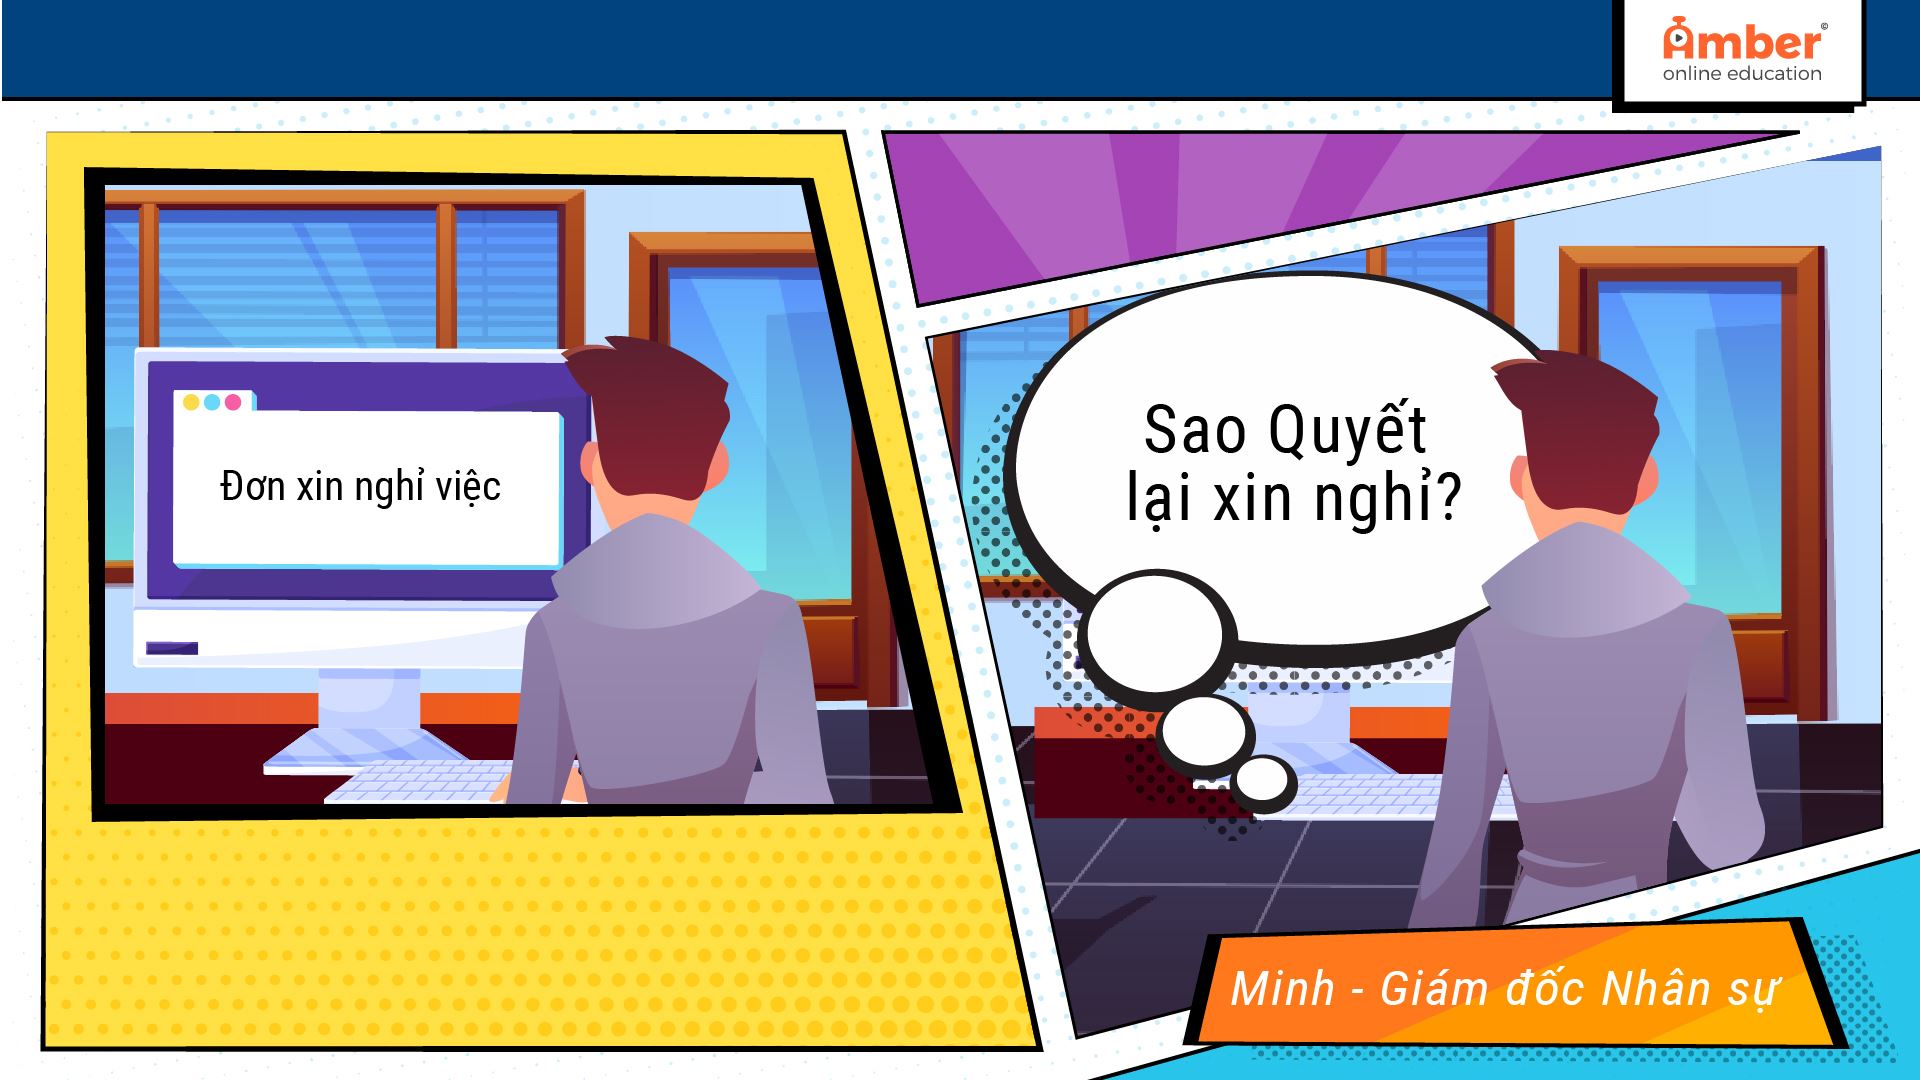 Amber©
online education
Đơn xin nghỉ việc
Sao Quyết
lại xin nghỉ?
Minh - Giám đốc Nhân sự